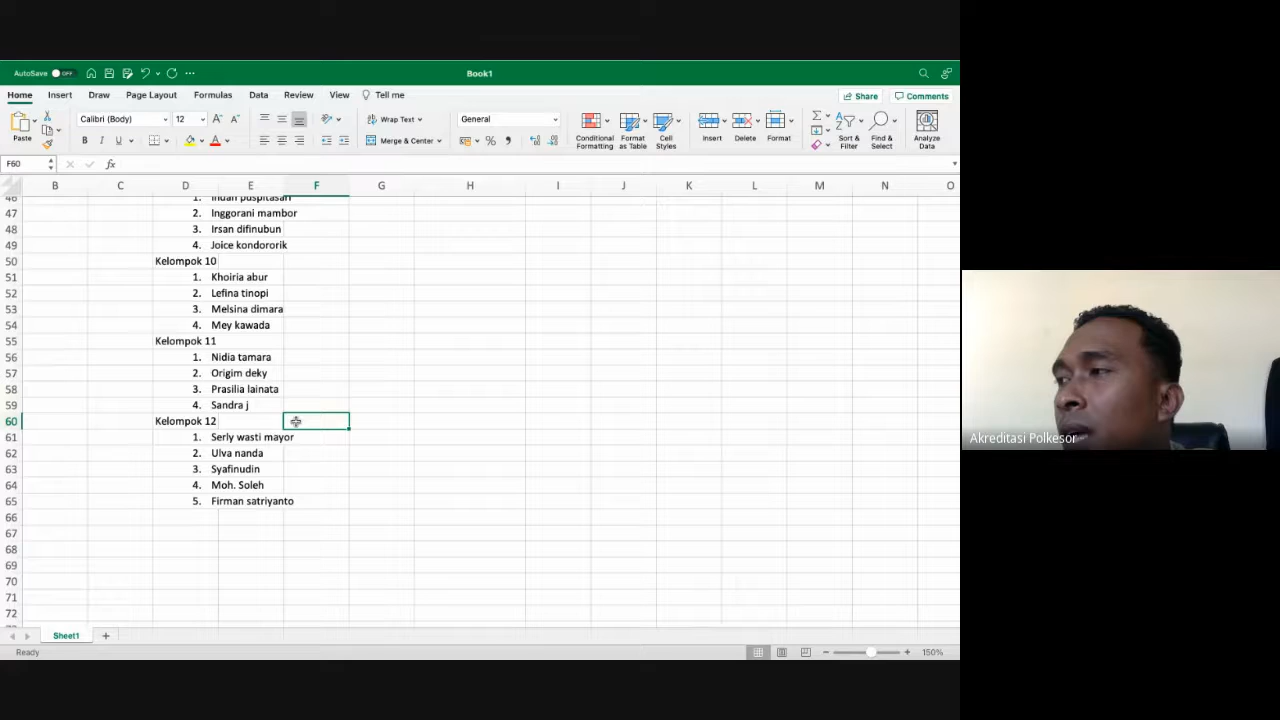 AutoSave OFF
Book1
Home Insert Draw Page Layout Formulas Data Review View Tell me
Share Comments
Paste
Calibri (Body) 12
B I U
Wrap Text
Merge & Center
General
Conditional Formatting
Format as Table
Cell Styles
Insert Delete Format
Sort & Filter
Find & Select
Analyze Data
F60 fx
B C D E F G H I J K L M N O
46 1. Indah puspitasari
47 2. Inggorani mambor
48 3. Irsan difinubun
49 4. Joice kondororik
50 Kelompok 10
51 1. Khoiria abur
52 2. Lefina tinopi
53 3. Melsina dimara
54 4. Mey kawada
55 Kelompok 11
56 1. Nidia tamara
57 2. Origim deky
58 3. Prasilia lainata
59 4. Sandra j
60 Kelompok 12
61 1. Serly wasti mayor
62 2. Ulva nanda
63 3. Syafinudin
64 4. Moh. Soleh
65 5. Firman satriyanto
66
67
68
69
70
71
72
Sheet1 +
Ready
150%
Akreditasi Polkesor